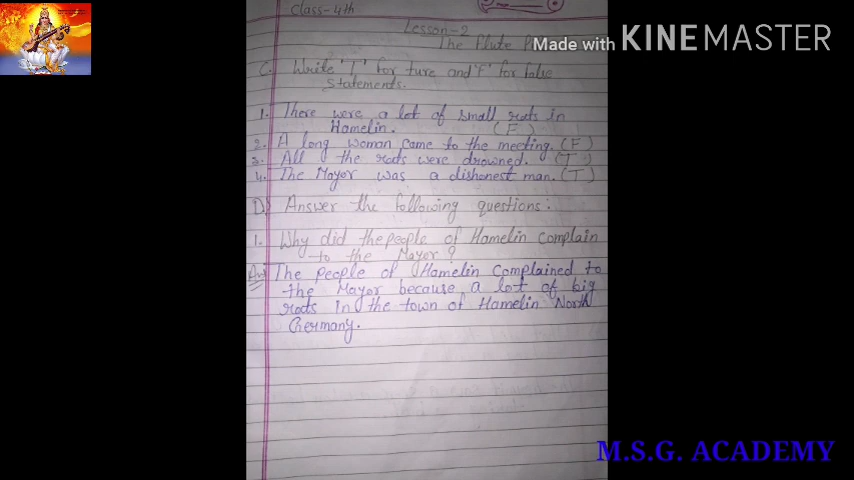 Class-4th
Lesson-2
The Flute
Made with KINEMASTER
C. Write 'T' for ture and 'F' for false
Statements.
1. There were a lot of small rats in
Hamelin. (F)
2. A long woman came to the meeting. (F)
3. All the rats were drowned. (T)
4. The Mayor was a dishonest man. (T)
D. Answer the following questions:
1. Why did the people of Hamelin complain
to the Mayor?
Ans The People of Hamelin Complained to
the Mayor because a lot of big
rats in the town of Hamelin North
Germany.
M.S.G. ACADEMY